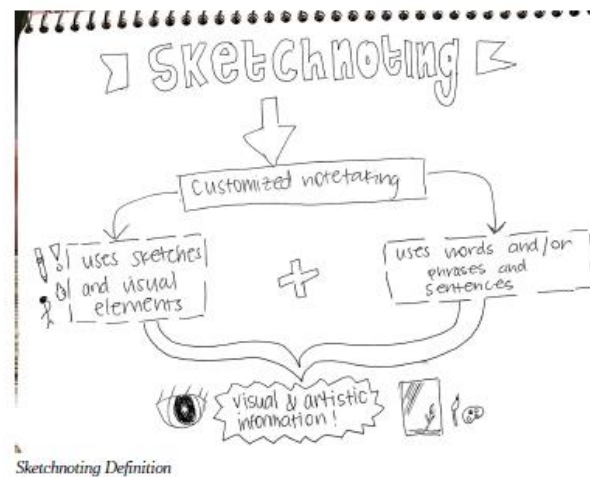 Sketchnoting
Customized notetaking
uses sketches
and visual
elements
uses words and/or
phrases and
sentences
visual & artistic
information!
Sketchnoting Definition